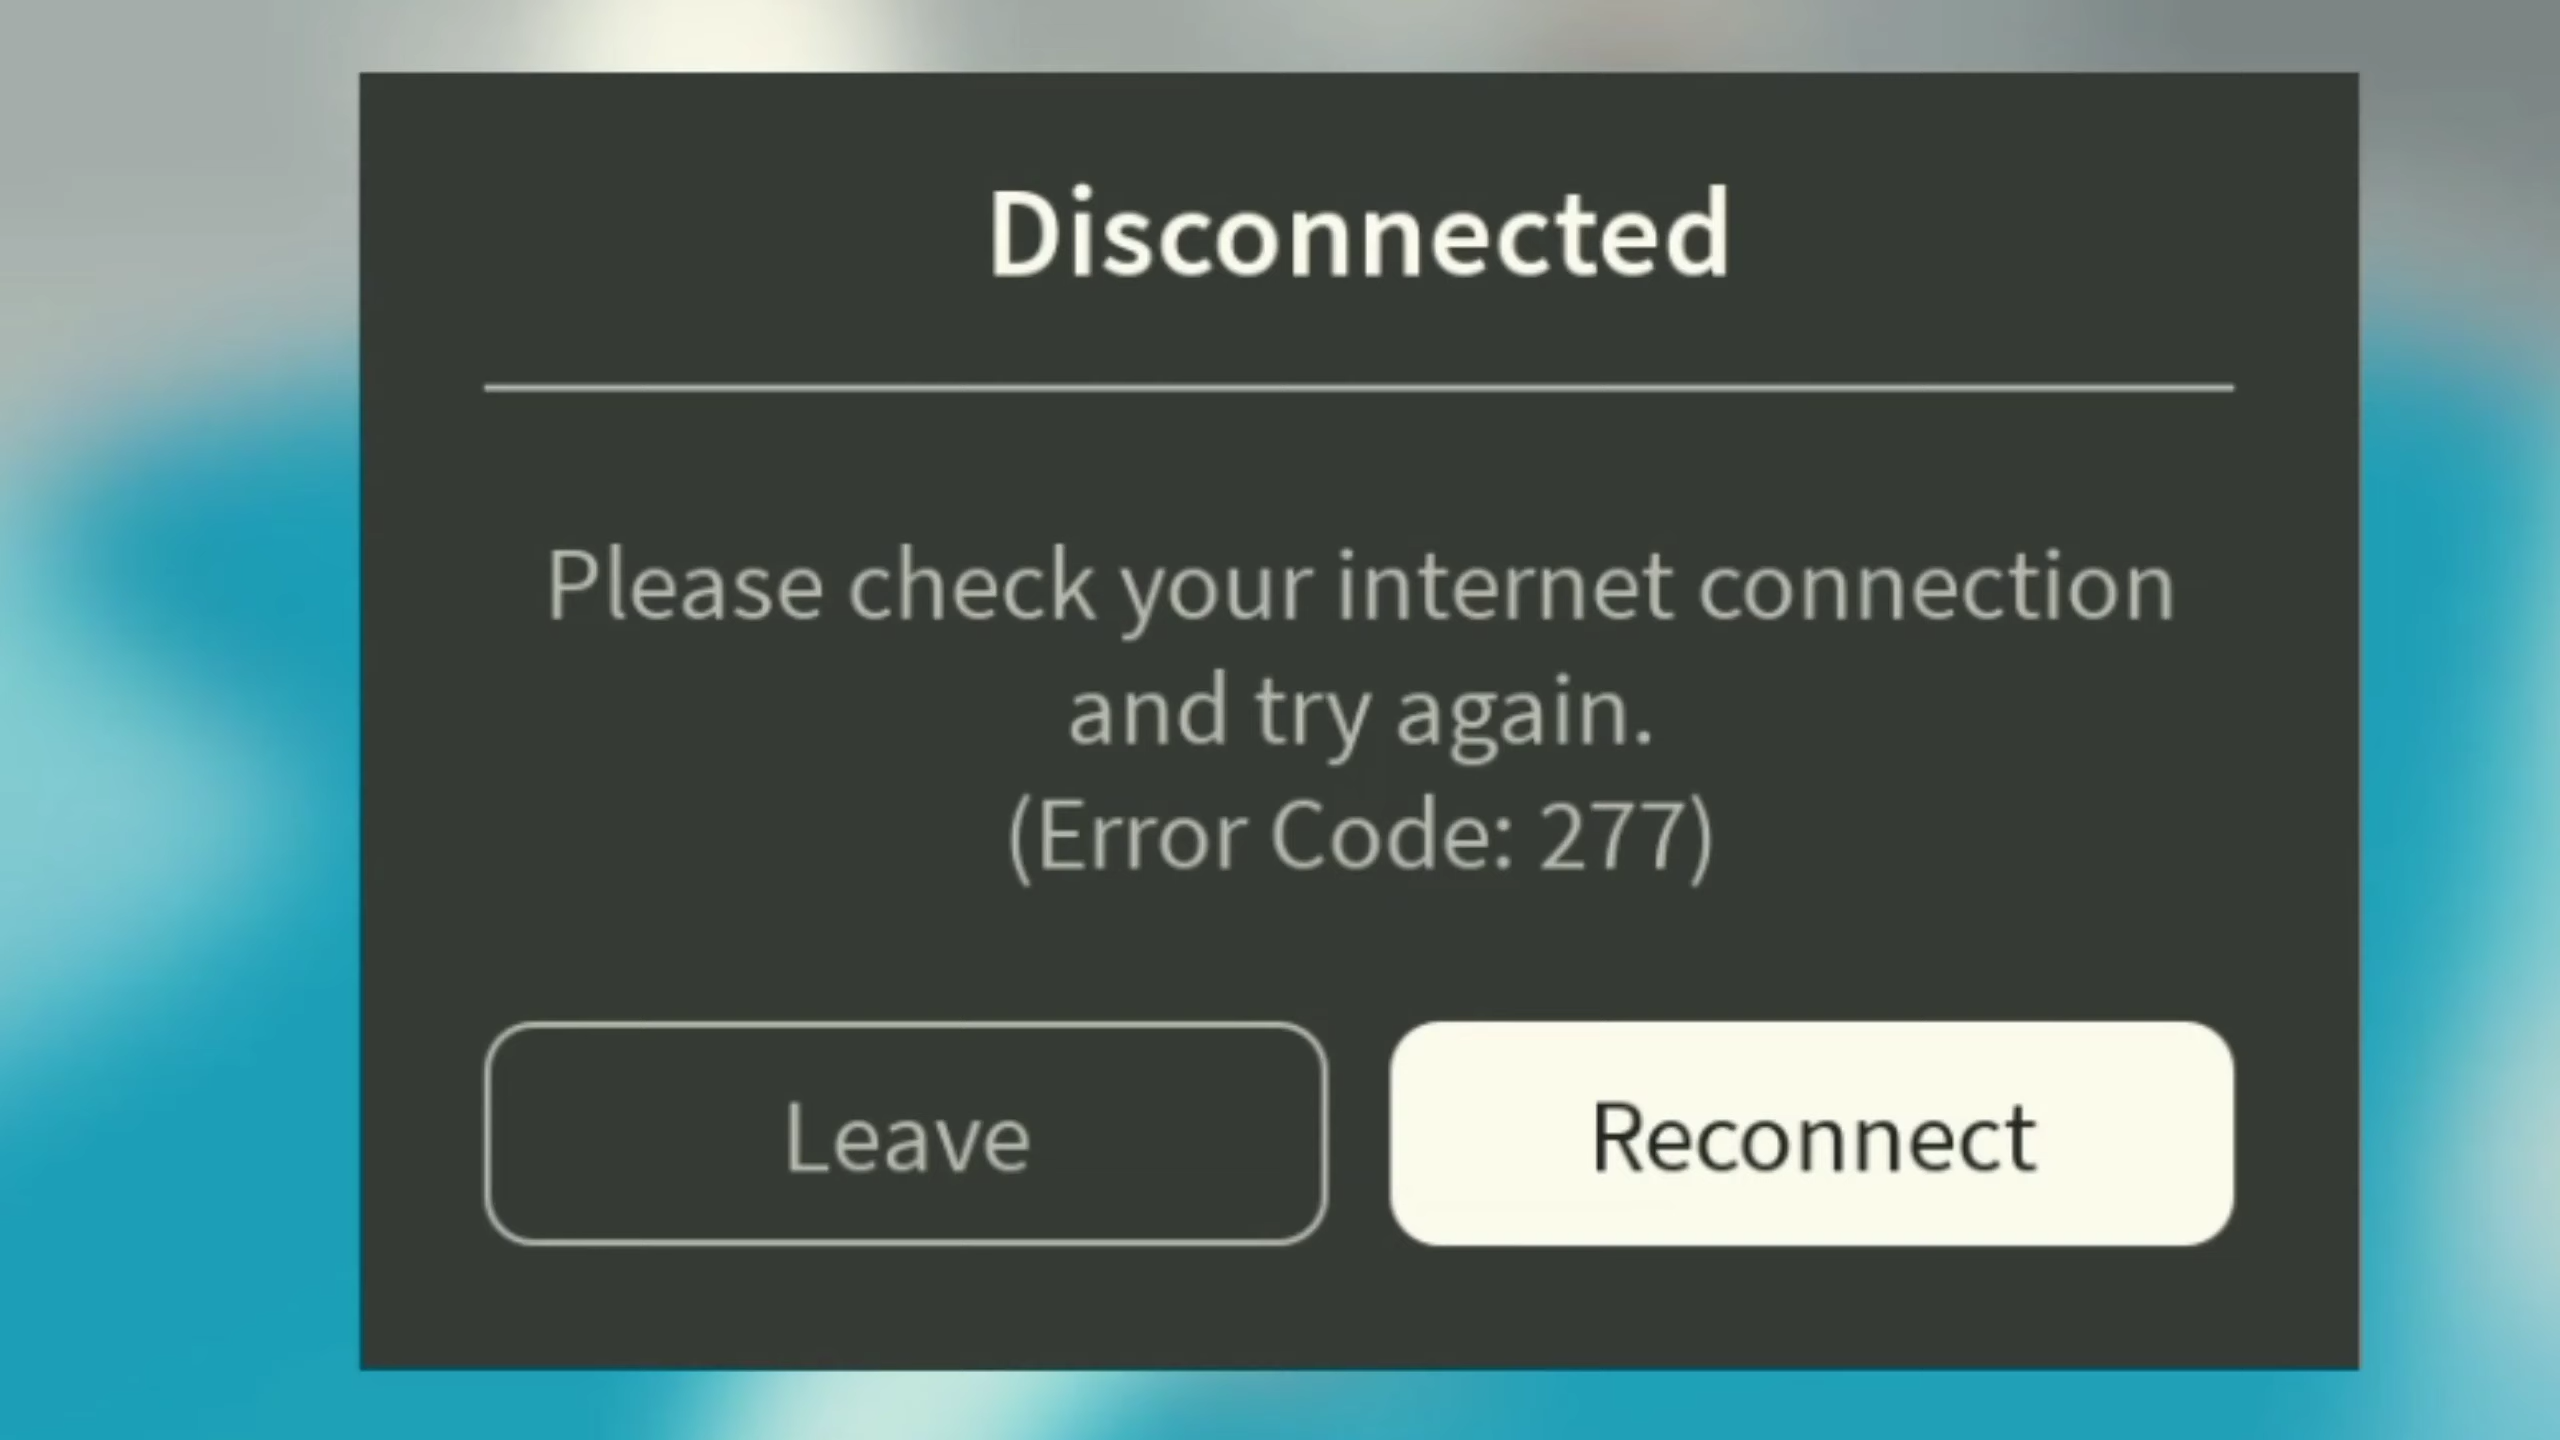 Disconnected
Please check your internet connection
and try again.
(Error Code: 277)
Leave
Reconnect